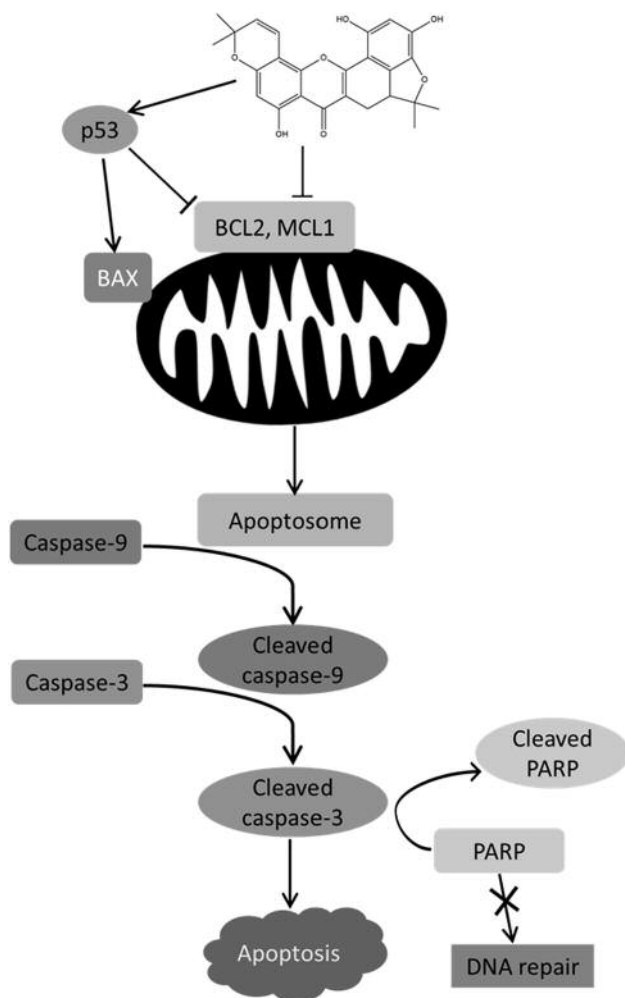 HO
OH
O
O
O
OH
O
p53
BCL2, MCL1
BAX
Apoptosome
Caspase-9
Cleaved
caspase-9
Caspase-3
Cleaved
caspase-3
Cleaved
PARP
PARP
Apoptosis
DNA repair